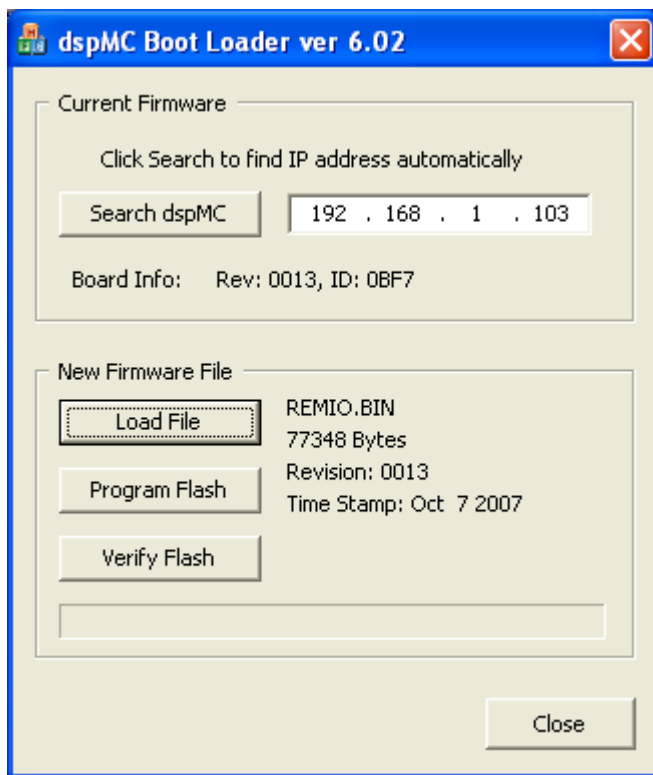 dspMC Boot Loader ver 6.02
Current Firmware
Click Search to find IP address automatically
Search dspMC 192 . 168 . 1 . 103
Board Info: Rev: 0013, ID: 0BF7
New Firmware File
Load File
REMIO.BIN
77348 Bytes
Revision: 0013
Time Stamp: Oct 7 2007
Program Flash
Verify Flash
Close